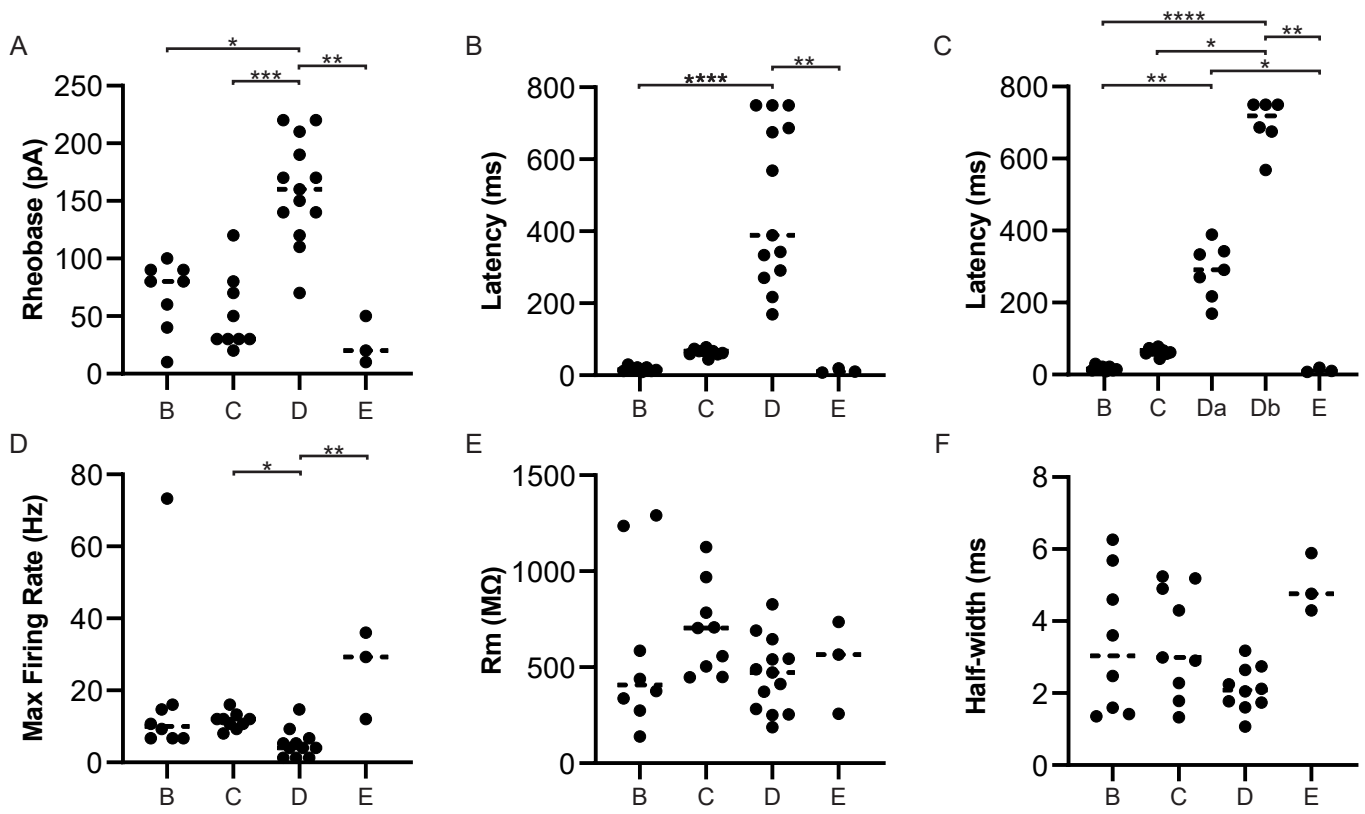 A
*
**
***
Rheobase (pA)
250
200
150
100
50
0
B C D E
B
**
****
Latency (ms)
800
600
400
200
0
B C D E
C
****
**
*
*
**
Latency (ms)
800
600
400
200
0
B C Da Db E
D
**
*
Max Firing Rate (Hz)
80
60
40
20
0
B C D E
E
Rm (MΩ)
1500
1000
500
0
B C D E
F
Half-width (ms
8
6
4
2
0
B C D E